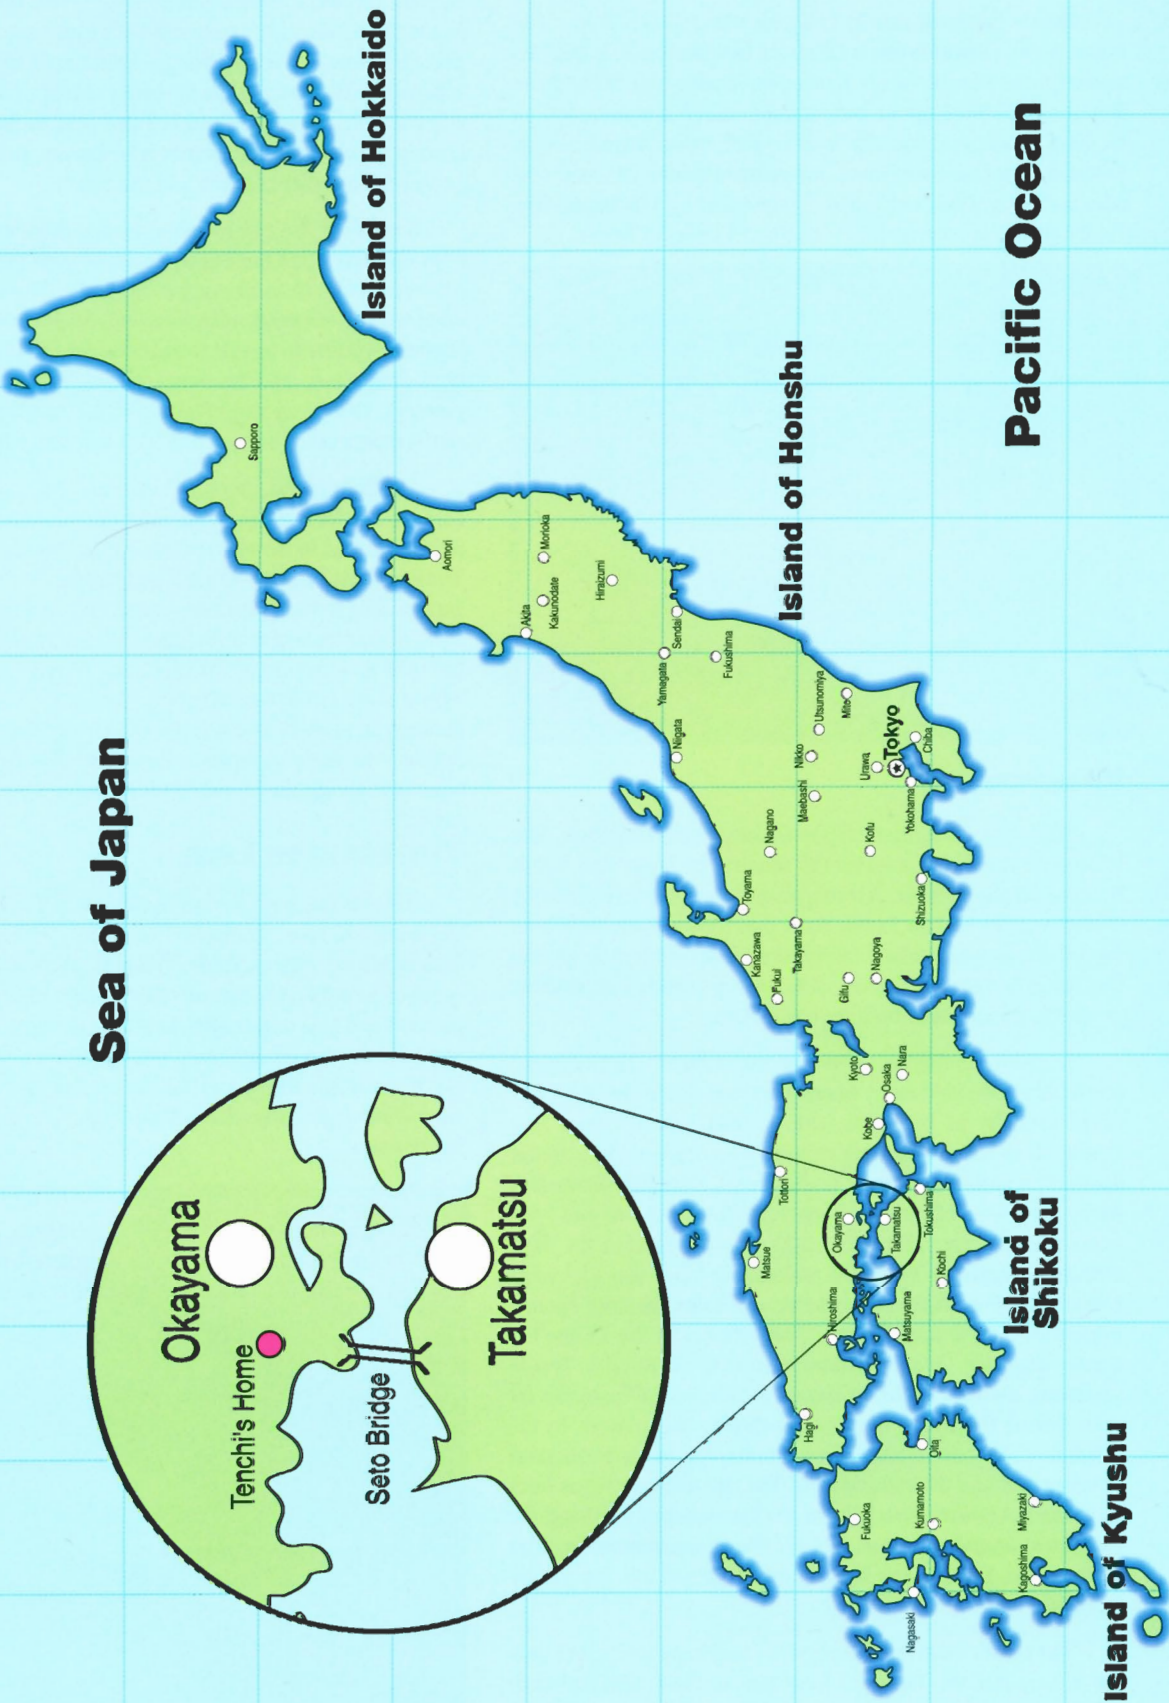 Sea of Japan
Island of Hokkaido
Pacific Ocean
Island of Honshu
Island of
Shikoku
Island of Kyushu
Okayama
Tenchi's Home
Seto Bridge
Takamatsu
Sapporo
Aomori
Morioka
Akita
Kakunodate
Hiraizumi
Sendai
Yamagata
Fukushima
Niigata
Utsunomiya
Mito
Nikko
Maebashi
Urawa
Tokyo
Chiba
Yokohama
Kofu
Nagano
Toyama
Shizuoka
Kanazawa
Takayama
Fukui
Gifu
Nagoya
Kyoto
Osaka
Nara
Kobe
Tottori
Okayama
Takamatsu
Tokushima
Matsue
Kochi
Hiroshima
Matsuyama
Hagi
Oita
Fukuoka
Kumamoto
Miyazaki
Kagoshima
Nagasaki